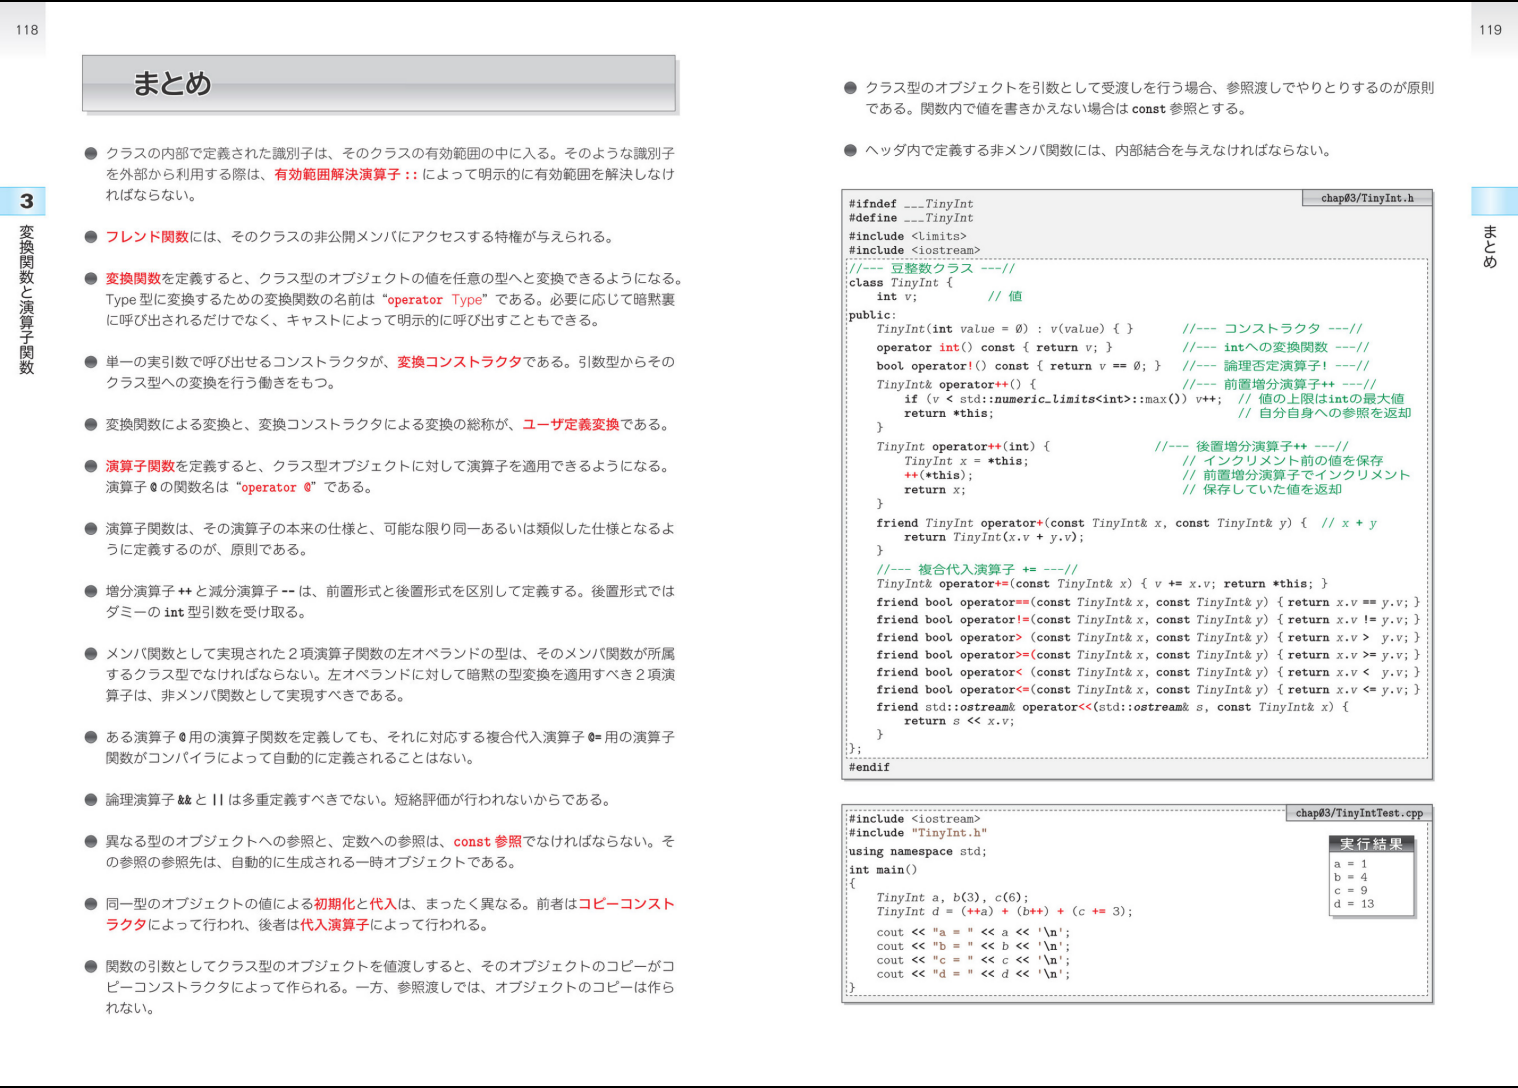 118
まとめ
● クラスの内部で定義された識別子は、そのクラスの有効範囲の中に入る。そのような識別子
を外部から利用する際は、有効範囲解決演算子 :: によって明示的に有効範囲を解決しなけ
ればならない。
● フレンド関数には、そのクラスの非公開メンバにアクセスする特権が与えられる。
● 変換関数を定義すると、クラス型のオブジェクトの値を任意の型へと変換できるようになる。
Type 型に変換するための変換関数の名前は “operator Type” である。必要に応じて暗黙裏
に呼び出されるだけでなく、キャストによって明示的に呼び出すこともできる。
● 単一の実引数で呼び出せるコンストラクタが、変換コンストラクタである。引数型からその
クラス型への変換を行う働きをもつ。
● 変換関数による変換と、変換コンストラクタによる変換の総称が、ユーザ定義変換である。
● 演算子関数を定義すると、クラス型オブジェクトに対して演算子を適用できるようになる。
演算子 @ の関数名は “operator @” である。
● 演算子関数は、その演算子の本来の仕様と、可能な限り同一あるいは類似した仕様となるよ
うに定義するのが、原則である。
● 増分演算子 ++ と減分演算子 -- は、前置形式と後置形式を区別して定義する。後置形式では
ダミーの int 型引数を受け取る。
● メンバ関数として実現された2項演算子関数の左オペランドの型は、そのメンバ関数が所属
するクラス型でなければならない。左オペランドに対して暗黙の型変換を適用すべき2項演
算子は、非メンバ関数として実現すべきである。
● ある演算子 @ 用の演算子関数を定義しても、それに対応する複合代入演算子 @= 用の演算子
関数がコンパイラによって自動的に定義されることはない。
● 論理演算子 && と || は多重定義すべきでない。短絡評価が行われないからである。
● 異なる型のオブジェクトへの参照と、定数への参照は、const 参照でなければならない。そ
の参照の参照先は、自動的に生成される一時オブジェクトである。
● 同一型のオブジェクトの値による初期化と代入は、まったく異なる。前者はコピーコンスト
ラクタによって行われ、後者は代入演算子によって行われる。
● 関数の引数としてクラス型のオブジェクトを値渡しすると、そのオブジェクトのコピーがコ
ピーコンストラクタによって作られる。一方、参照渡しでは、オブジェクトのコピーは作ら
れない。
3
変換関数と演算子関数
119
● クラス型のオブジェクトを引数として受渡しを行う場合、参照渡しでやりとりするのが原則
である。関数内で値を書きかえない場合は const 参照とする。
● ヘッダ内で定義する非メンバ関数には、内部結合を与えなければならない。
chap03/TinyInt.h
#ifndef ___TinyInt
#define ___TinyInt
#include <limits>
#include <iostream>
//--- 豆整数クラス ---//
class TinyInt {
int v; // 値
public:
TinyInt(int value = 0) : v(value) { } //--- コンストラクタ ---//
operator int() const { return v; } //--- intへの変換関数 ---//
bool operator!() const { return v == 0; } //--- 論理否定演算子! ---//
TinyInt& operator++() { //--- 前置増分演算子++ ---//
if (v < std::numeric_limits<int>::max()) v++; // 値の上限はintの最大値
return *this; // 自分自身への参照を返却
}
TinyInt operator++(int) { //--- 後置増分演算子++ ---//
TinyInt x = *this; // インクリメント前の値を保存
++(*this); // 前置増分演算子でインクリメント
return x; // 保存していた値を返却
}
friend TinyInt operator+(const TinyInt& x, const TinyInt& y) { // x + y
return TinyInt(x.v + y.v);
}
//--- 複合代入演算子 += ---//
TinyInt& operator+=(const TinyInt& x) { v += x.v; return *this; }
friend bool operator==(const TinyInt& x, const TinyInt& y) { return x.v == y.v; }
friend bool operator!=(const TinyInt& x, const TinyInt& y) { return x.v != y.v; }
friend bool operator> (const TinyInt& x, const TinyInt& y) { return x.v > y.v; }
friend bool operator>=(const TinyInt& x, const TinyInt& y) { return x.v >= y.v; }
friend bool operator< (const TinyInt& x, const TinyInt& y) { return x.v < y.v; }
friend bool operator<=(const TinyInt& x, const TinyInt& y) { return x.v <= y.v; }
friend std::ostream& operator<<(std::ostream& s, const TinyInt& x) {
return s << x.v;
}
};
#endif
chap03/TinyIntTest.cpp
#include <iostream>
#include "TinyInt.h"
using namespace std;
int main()
{
TinyInt a, b(3), c(6);
TinyInt d = (++a) + (b++) + (c += 3);
cout << "a = " << a << '\n';
cout << "b = " << b << '\n';
cout << "c = " << c << '\n';
cout << "d = " << d << '\n';
}
実行結果
a = 1
b = 4
c = 9
d = 13
まとめ